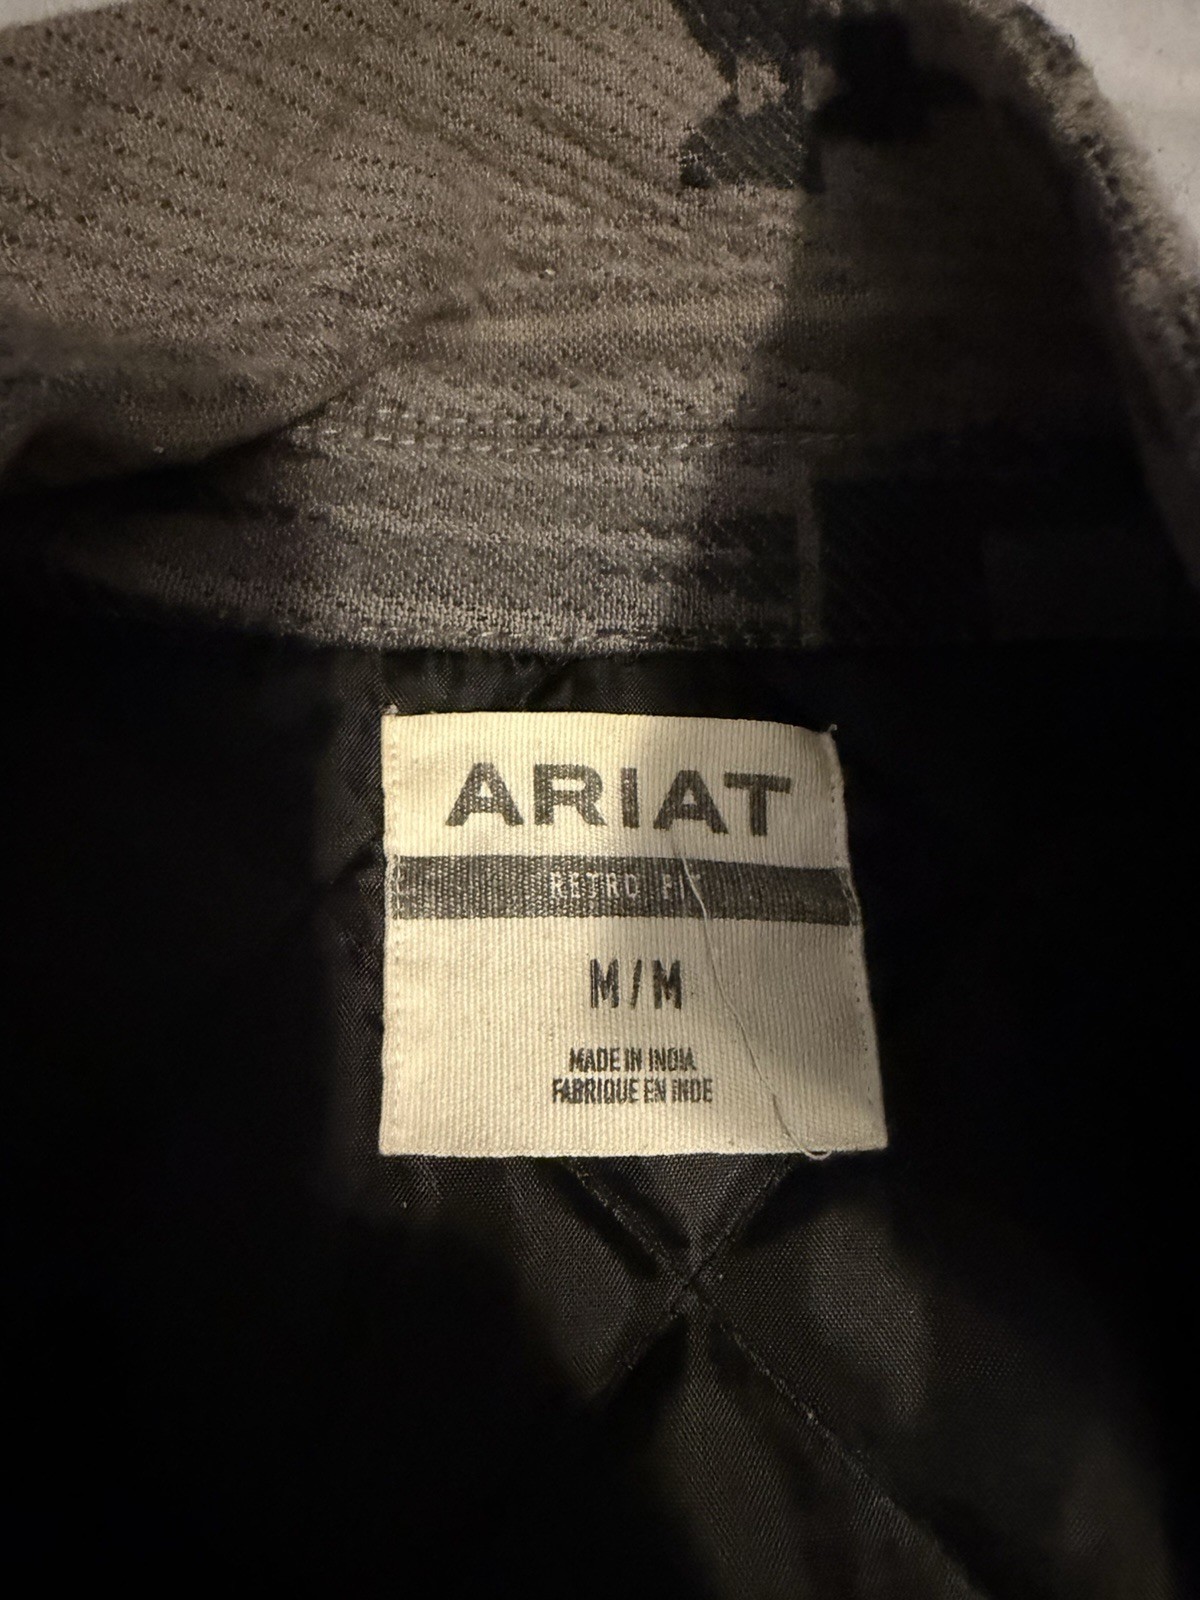 ARIAT
RETRO FIT
M/M
MADE IN INDIA
FABRIQUE EN INDE